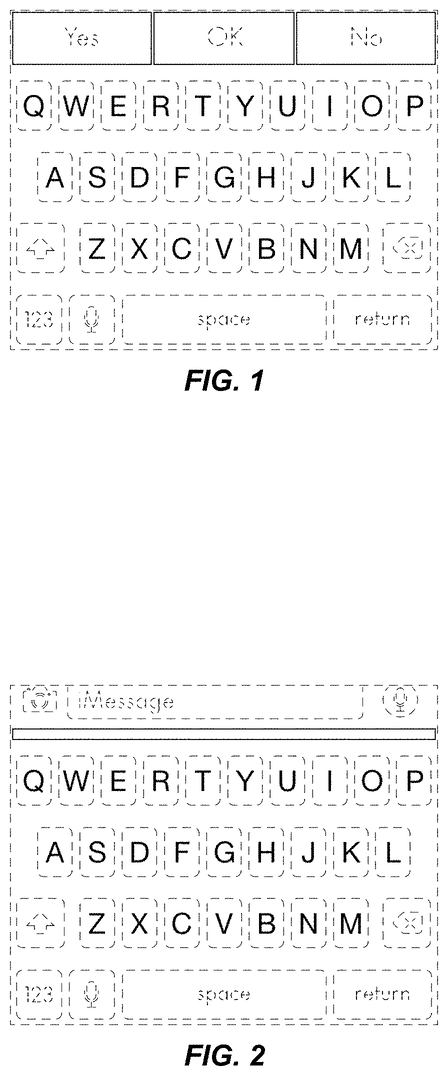 Yes OK No
Q W E R T Y U I O P
A S D F G H J K L
Z X C V B N M
123 space return
FIG. 1
iMessage
Q W E R T Y U I O P
A S D F G H J K L
Z X C V B N M
123 space return
FIG. 2